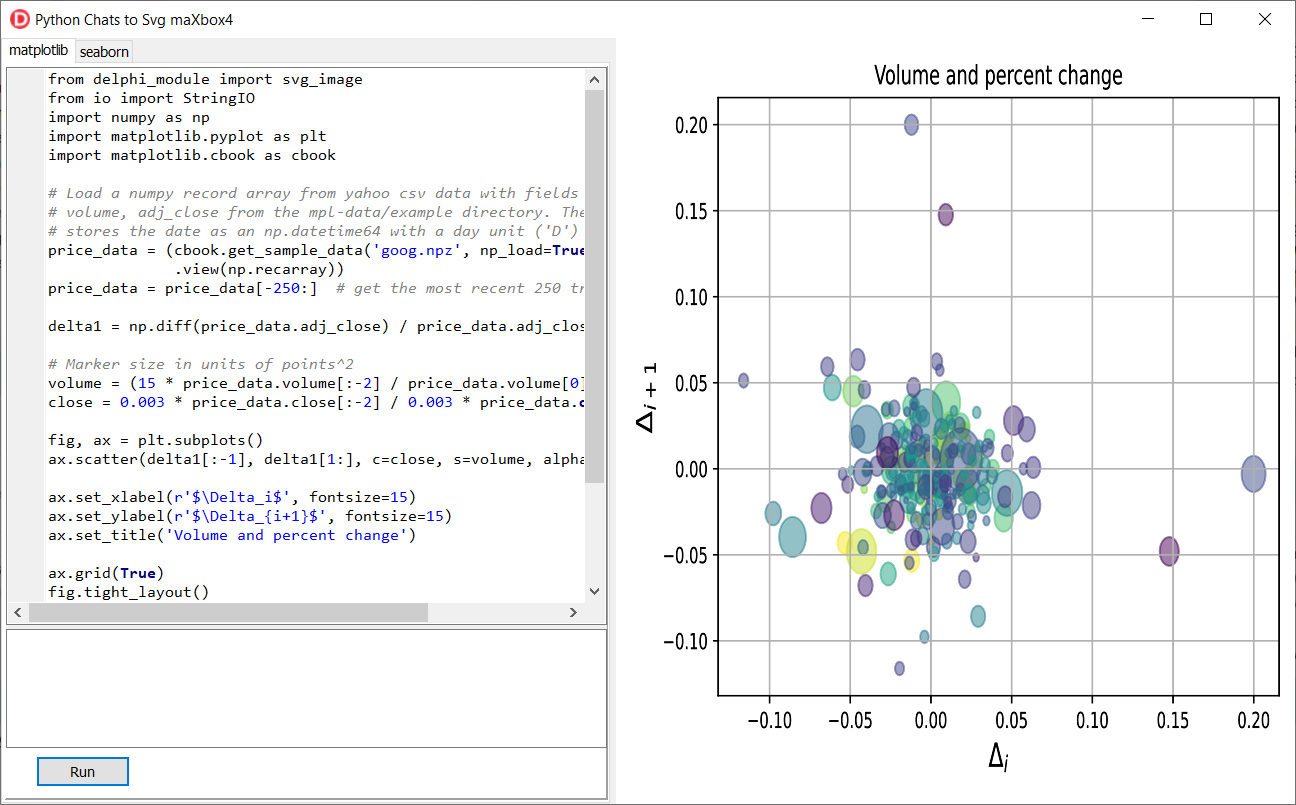 Python Chats to Svg maXbox4
matplotlib
seaborn
from delphi_module import svg_image
from io import StringIO
import numpy as np
import matplotlib.pyplot as plt
import matplotlib.cbook as cbook
# Load a numpy record array from yahoo csv data with fields
# volume, adj_close from the mpl-data/example directory. The
# stores the date as an np.datetime64 with a day unit ('D')
price_data = (cbook.get_sample_data('goog.npz', np_load=True
.view(np.recarray))
price_data = price_data[-250:]  # get the most recent 250 tr
delta1 = np.diff(price_data.adj_close) / price_data.adj_clos
# Marker size in units of points^2
volume = (15 * price_data.volume[:-2] / price_data.volume[0]
close = 0.003 * price_data.close[:-2] / 0.003 * price_data.c
fig, ax = plt.subplots()
ax.scatter(delta1[:-1], delta1[1:], c=close, s=volume, alpha
ax.set_xlabel(r'$\Delta_i$', fontsize=15)
ax.set_ylabel(r'$\Delta_{i+1}$', fontsize=15)
ax.set_title('Volume and percent change')
ax.grid(True)
fig.tight_layout()
Run
Volume and percent change
0.20
0.15
0.10
0.05
0.00
−0.05
−0.10
Δi + 1
−0.10 −0.05 0.00 0.05 0.10 0.15 0.20
Δi